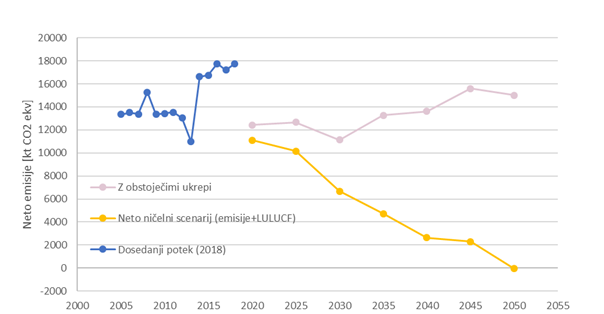 Neto emisije [kt CO2 ekv]
20000
18000
16000
14000
12000
10000
8000
6000
4000
2000
0
-2000
Z obstoječimi ukrepi
Neto ničelni scenarij (emisije+LULUCF)
Dosedanji potek (2018)
2000 2005 2010 2015 2020 2025 2030 2035 2040 2045 2050 2055